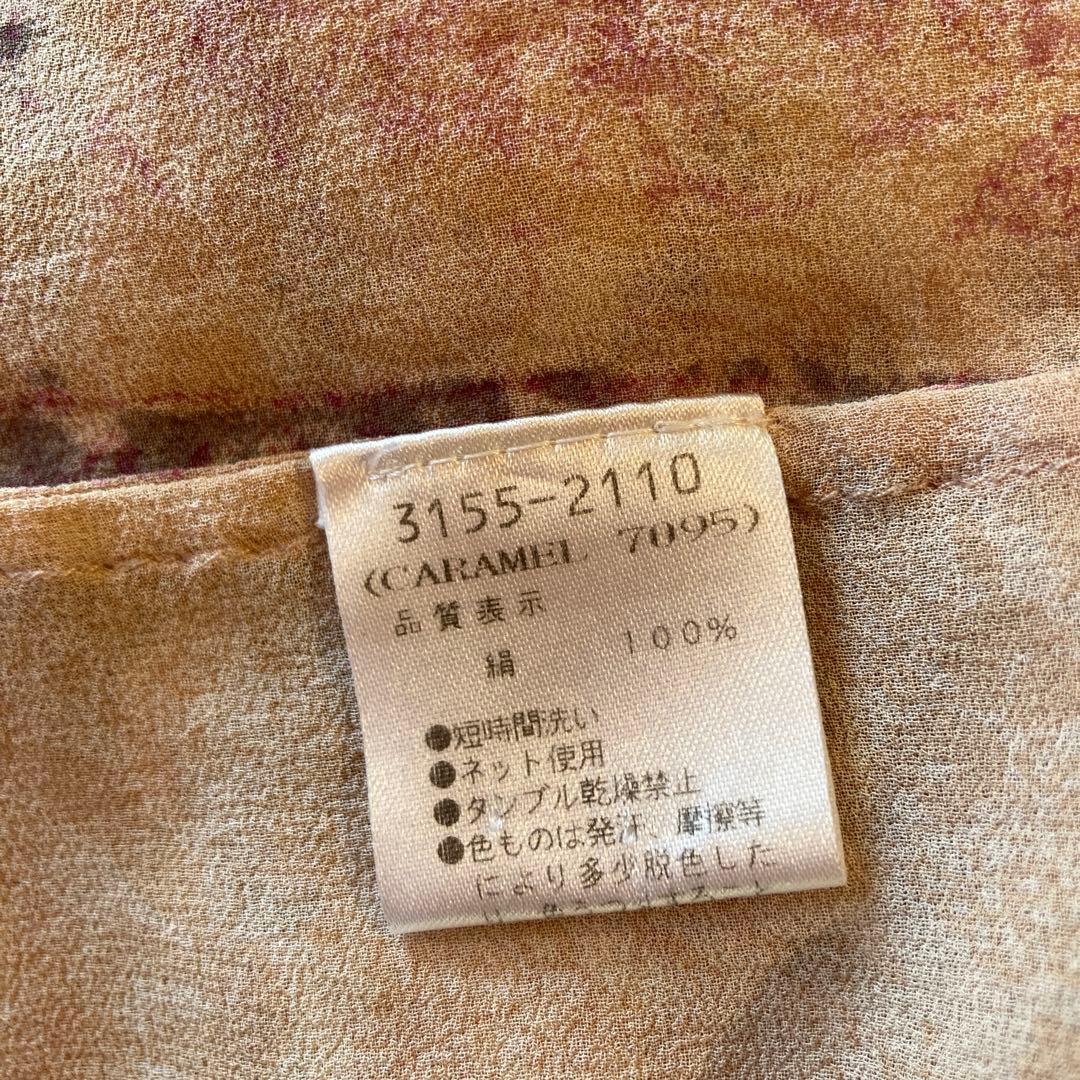 3155-2110
(CARAMEL 7095)
品質表示
絹 100%
●短時間洗い
●ネット使用
●タンブル乾燥禁止
●色ものは発汗、摩擦等
により多少脱色した